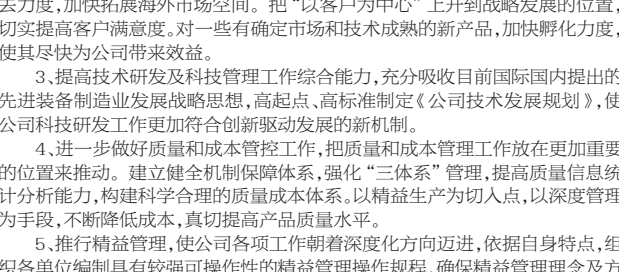 去力度，加快拓展海外市场空间。把“以客户为中心”上升到战略发展的位置，
切实提高客户满意度。对一些有确定市场和技术成熟的新产品，加快孵化力度，
使其尽快为公司带来效益。
3、提高技术研发及科技管理工作综合能力，充分吸收目前国际国内提出的
先进装备制造业发展战略思想，高起点、高标准制定《公司技术发展规划》，使
公司科技研发工作更加符合创新驱动发展的新机制。
4、进一步做好质量和成本管控工作，把质量和成本管理工作放在更加重要
的位置来推动。建立健全机制保障体系，强化“三体系”管理，提高质量信息统
计分析能力，构建科学合理的质量成本体系。以精益生产为切入点，以深度管理
为手段，不断降低成本，真切提高产品质量水平。
5、推行精益管理，使公司各项工作朝着深度化方向迈进，依据自身特点，组
织各单位编制具有较强可操作性的精益管理操作规程，确保精益管理理念及方